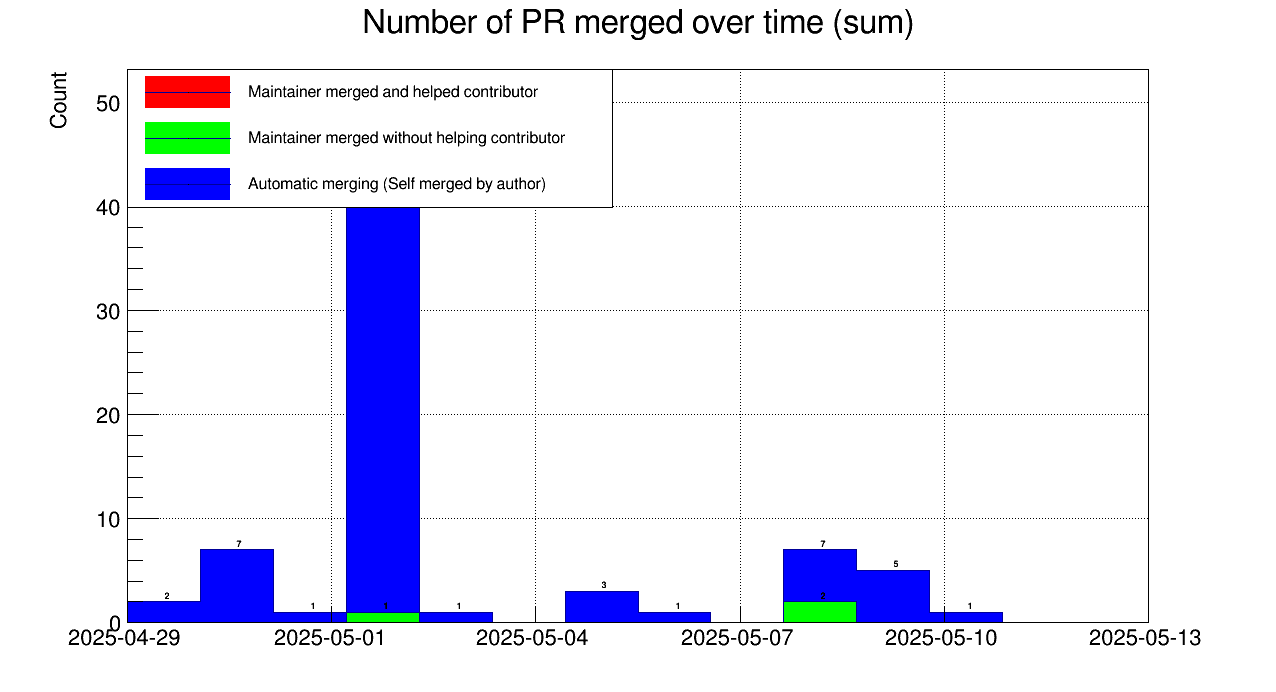 Number of PR merged over time (sum)
Count
Maintainer merged and helped contributor
Maintainer merged without helping contributor
Automatic merging (Self merged by author)
50
40
30
20
10
0
2 7 1 1 1 3 1 7 2 5 1
2025-04-29 2025-05-01 2025-05-04 2025-05-07 2025-05-10 2025-05-13